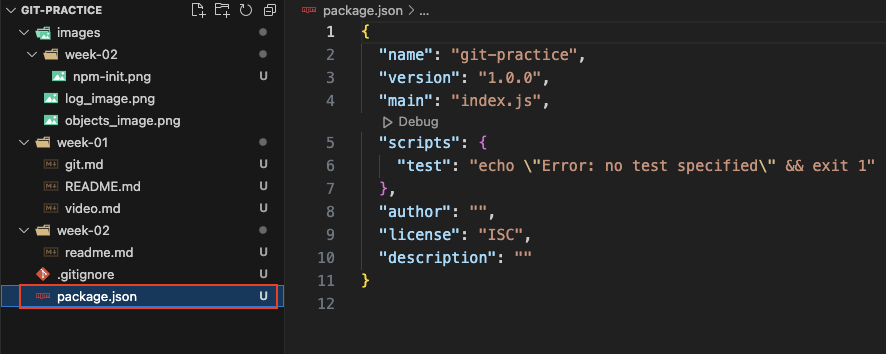 GIT-PRACTICE
images
week-02
npm-init.png U
log_image.png
objects_image.png
week-01
git.md U
README.md U
video.md U
week-02
readme.md U
.gitignore U
package.json U
package.json > ...
1 {
2 "name": "git-practice",
3 "version": "1.0.0",
4 "main": "index.js",
Debug
5 "scripts": {
6 "test": "echo \"Error: no test specified\" && exit 1"
7 },
8 "author": "",
9 "license": "ISC",
10 "description": ""
11 }
12